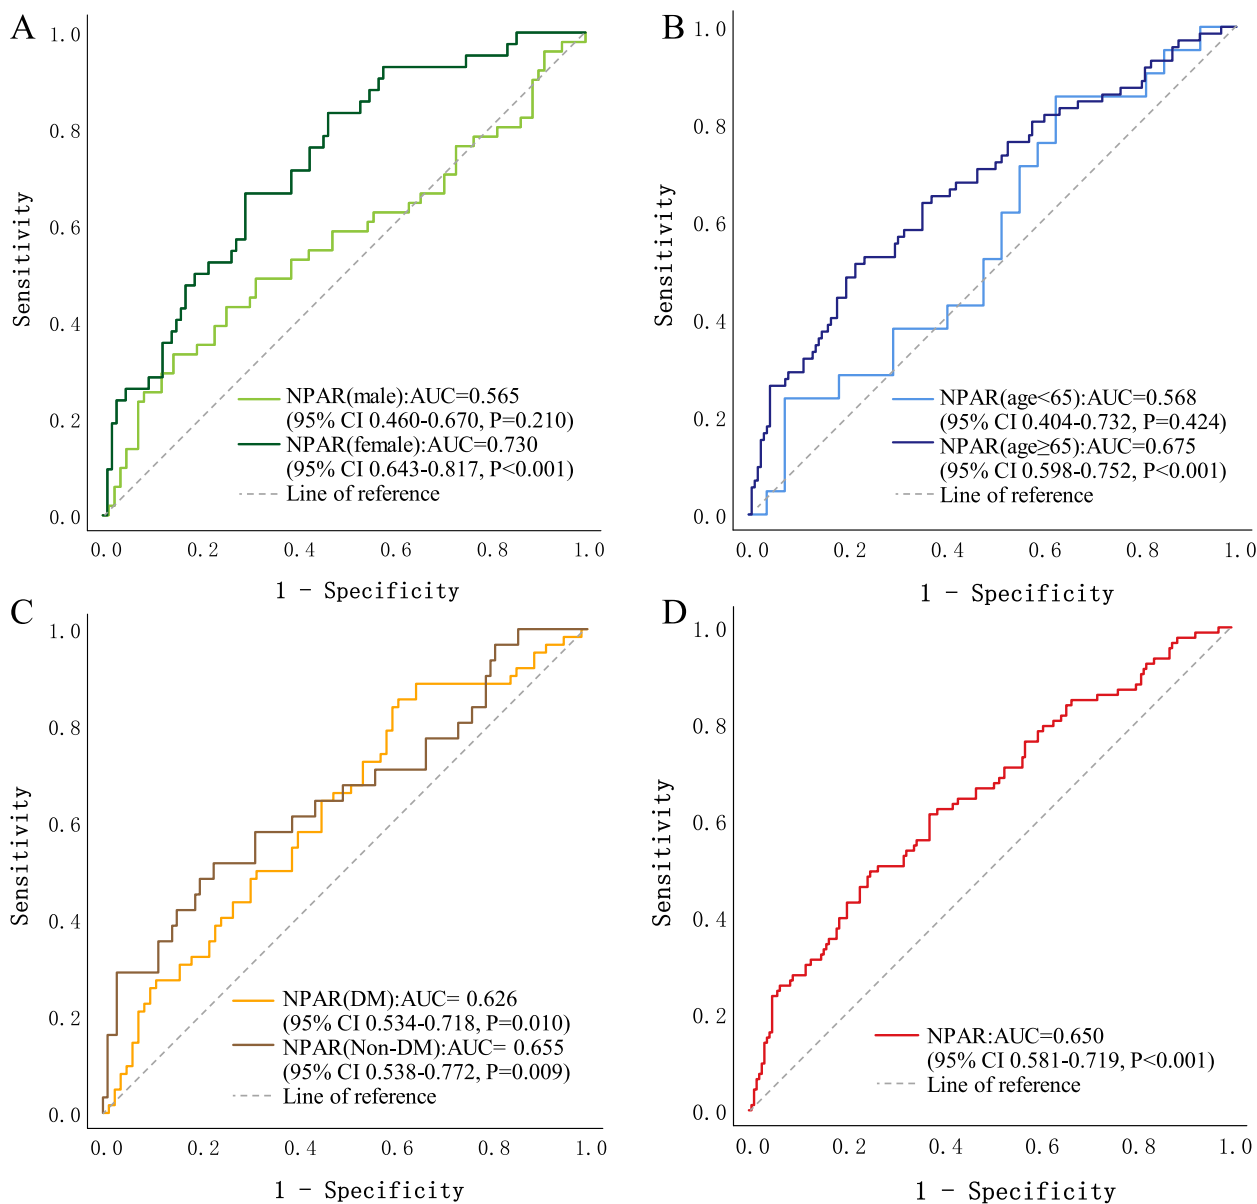 A
1.0
0.8
0.6
0.4
0.2
0.0
Sensitivity
NPAR(male):AUC=0.565
(95% CI 0.460-0.670, P=0.210)
NPAR(female):AUC=0.730
(95% CI 0.643-0.817, P<0.001)
Line of reference
0.0 0.2 0.4 0.6 0.8 1.0
1 - Specificity
B
1.0
0.8
0.6
0.4
0.2
0.0
Sensitivity
NPAR(age<65):AUC=0.568
(95% CI 0.404-0.732, P=0.424)
NPAR(age≥65):AUC=0.675
(95% CI 0.598-0.752, P<0.001)
Line of reference
0.0 0.2 0.4 0.6 0.8 1.0
1 - Specificity
C
1.0
0.8
0.6
0.4
0.2
0.0
Sensitivity
NPAR(DM):AUC= 0.626
(95% CI 0.534-0.718, P=0.010)
NPAR(Non-DM):AUC= 0.655
(95% CI 0.538-0.772, P=0.009)
Line of reference
0.0 0.2 0.4 0.6 0.8 1.0
1 - Specificity
D
1.0
0.8
0.6
0.4
0.2
0.0
Sensitivity
NPAR:AUC=0.650
(95% CI 0.581-0.719, P<0.001)
Line of reference
0.0 0.2 0.4 0.6 0.8 1.0
1 - Specificity